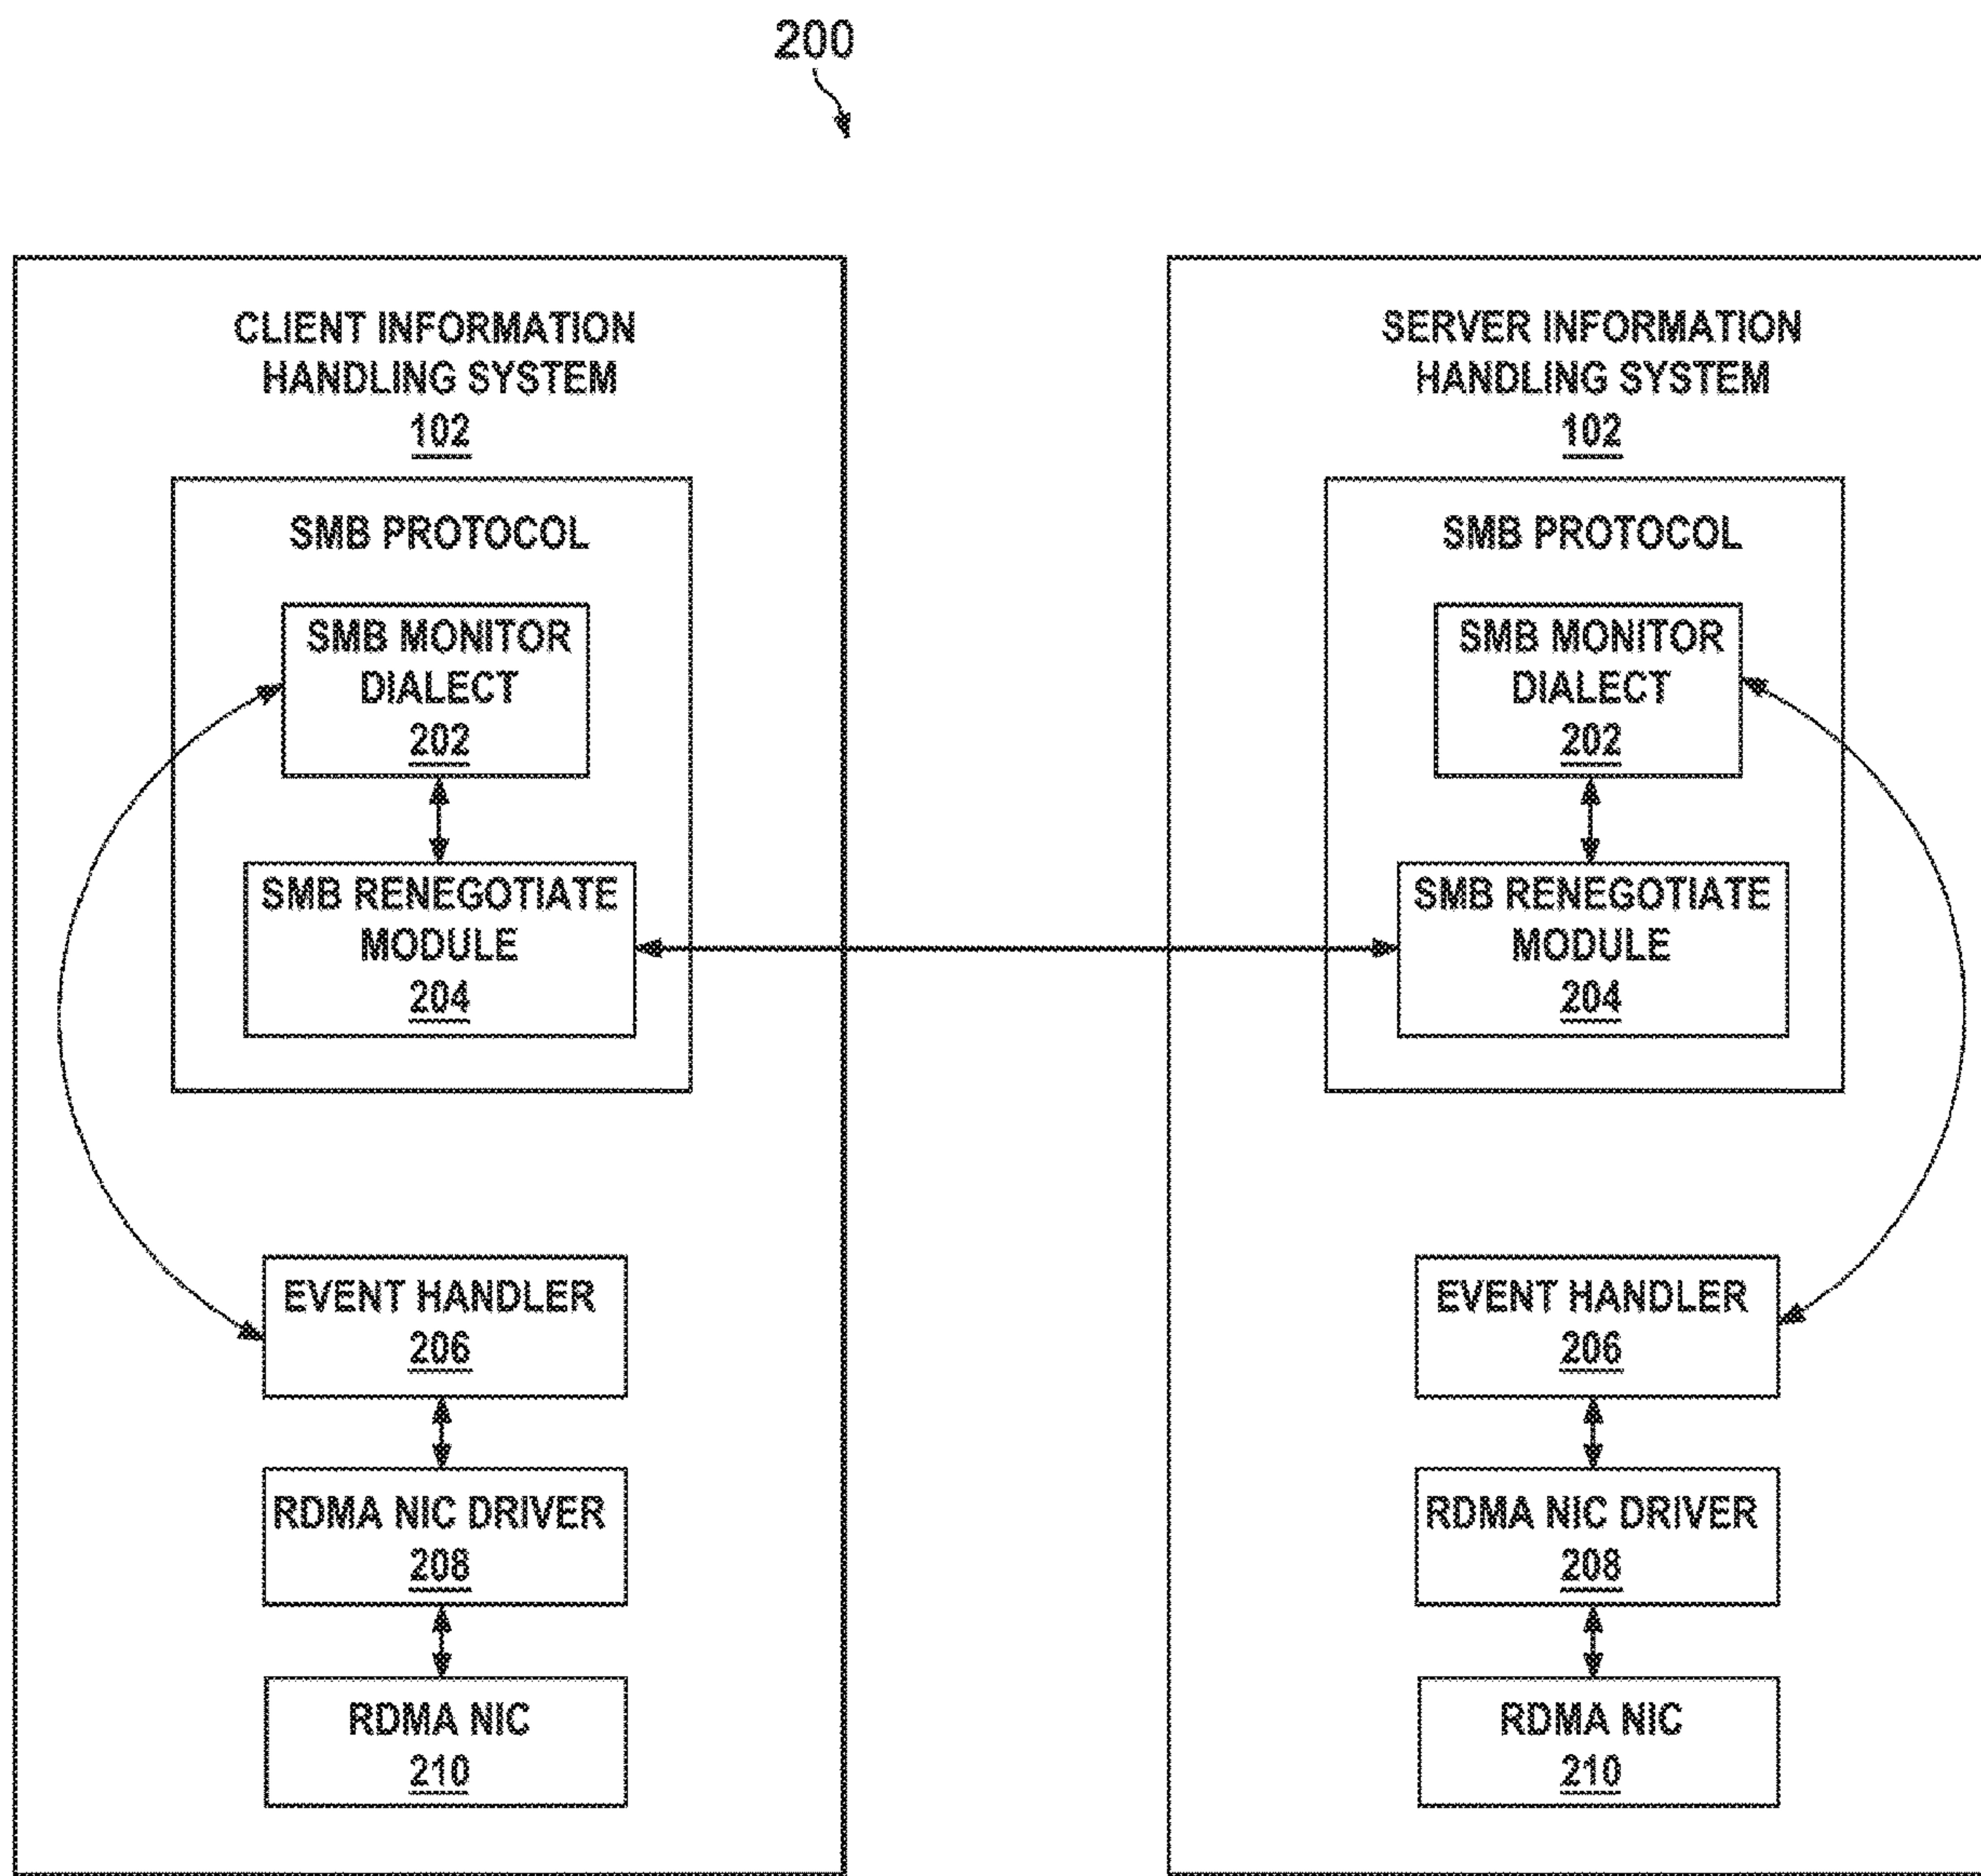 200
CLIENT INFORMATION
HANDLING SYSTEM
102
SMB PROTOCOL
SMB MONITOR
DIALECT
202
SMB RENEGOTIATE
MODULE
204
EVENT HANDLER
206
RDMA NIC DRIVER
208
RDMA NIC
210
SERVER INFORMATION
HANDLING SYSTEM
102
SMB PROTOCOL
SMB MONITOR
DIALECT
202
SMB RENEGOTIATE
MODULE
204
EVENT HANDLER
206
RDMA NIC DRIVER
208
RDMA NIC
210